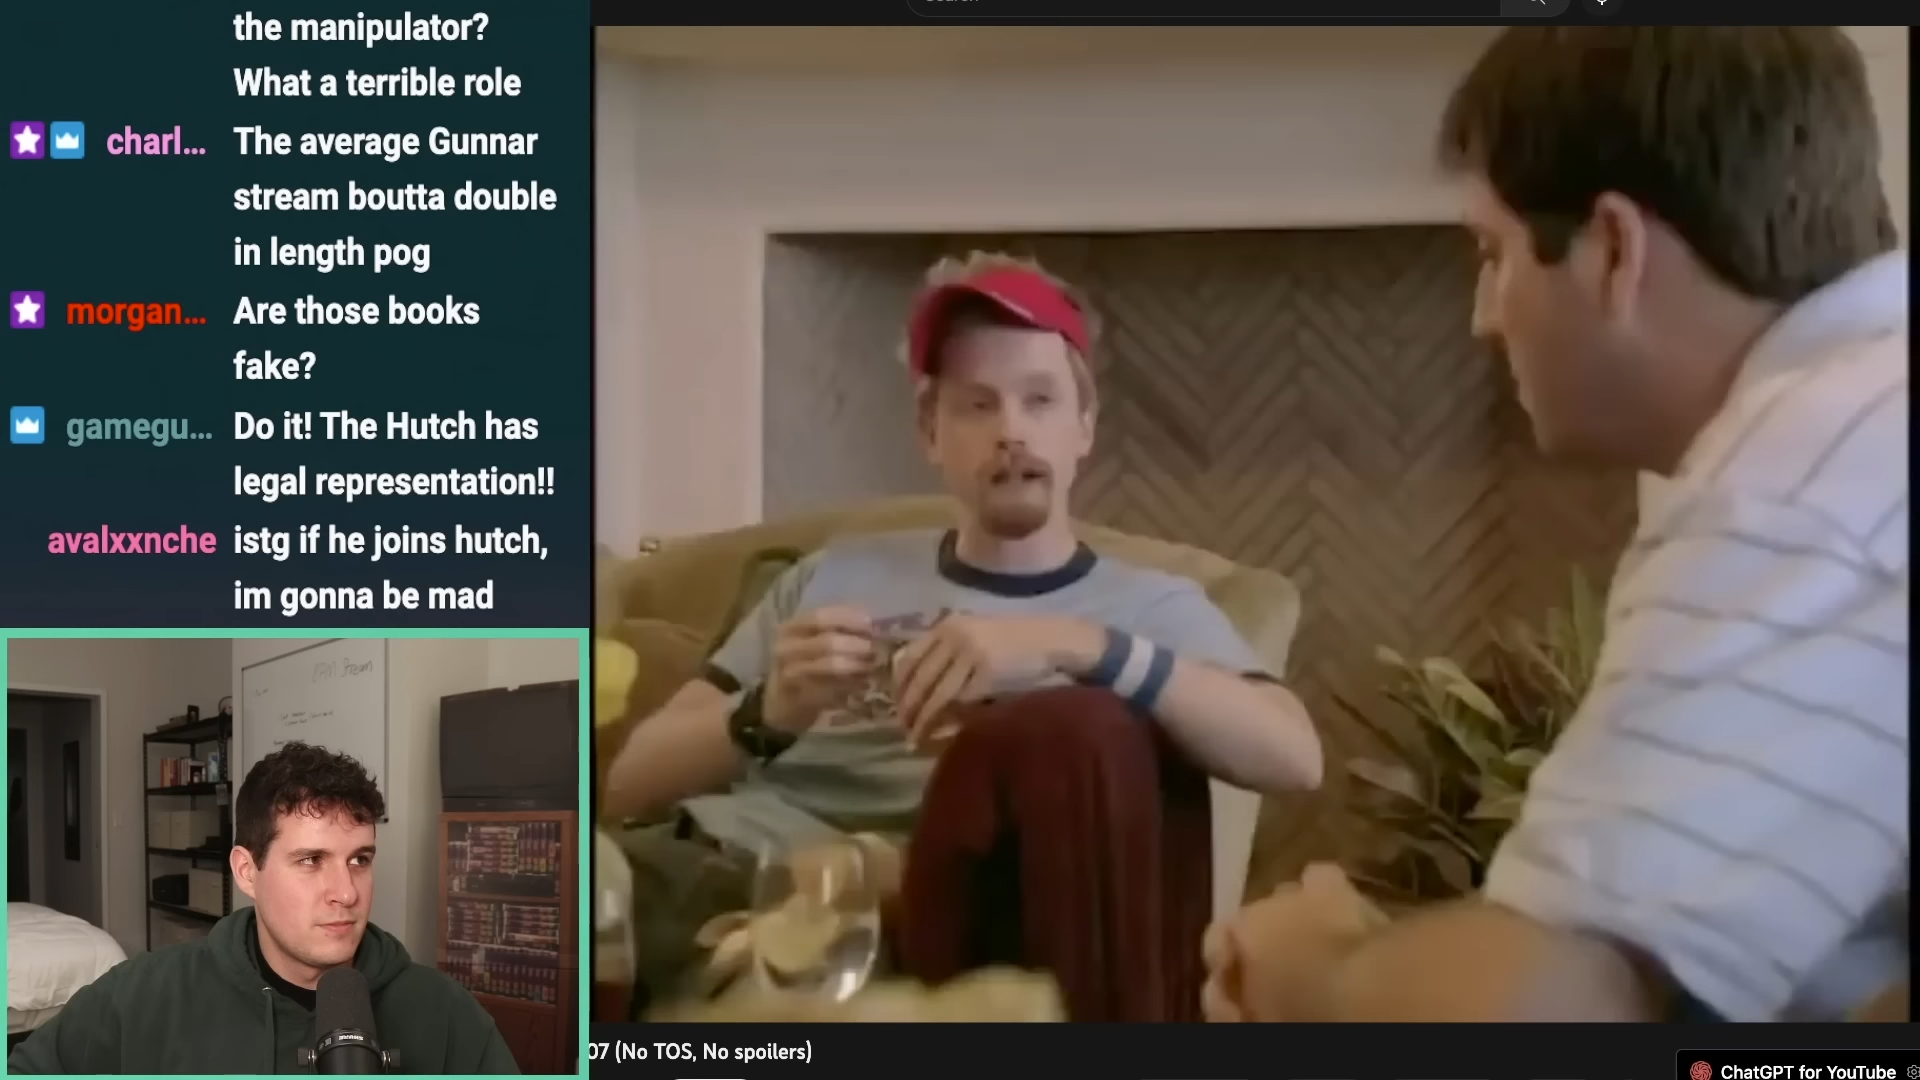 the manipulator?
What a terrible role
charl... The average Gunnar
stream boutta double
in length pog
morgan... Are those books
fake?
gamegu... Do it! The Hutch has
legal representation!!
avalxxnche istg if he joins hutch,
im gonna be mad
07 (No TOS, No spoilers)
ChatGPT for YouTube